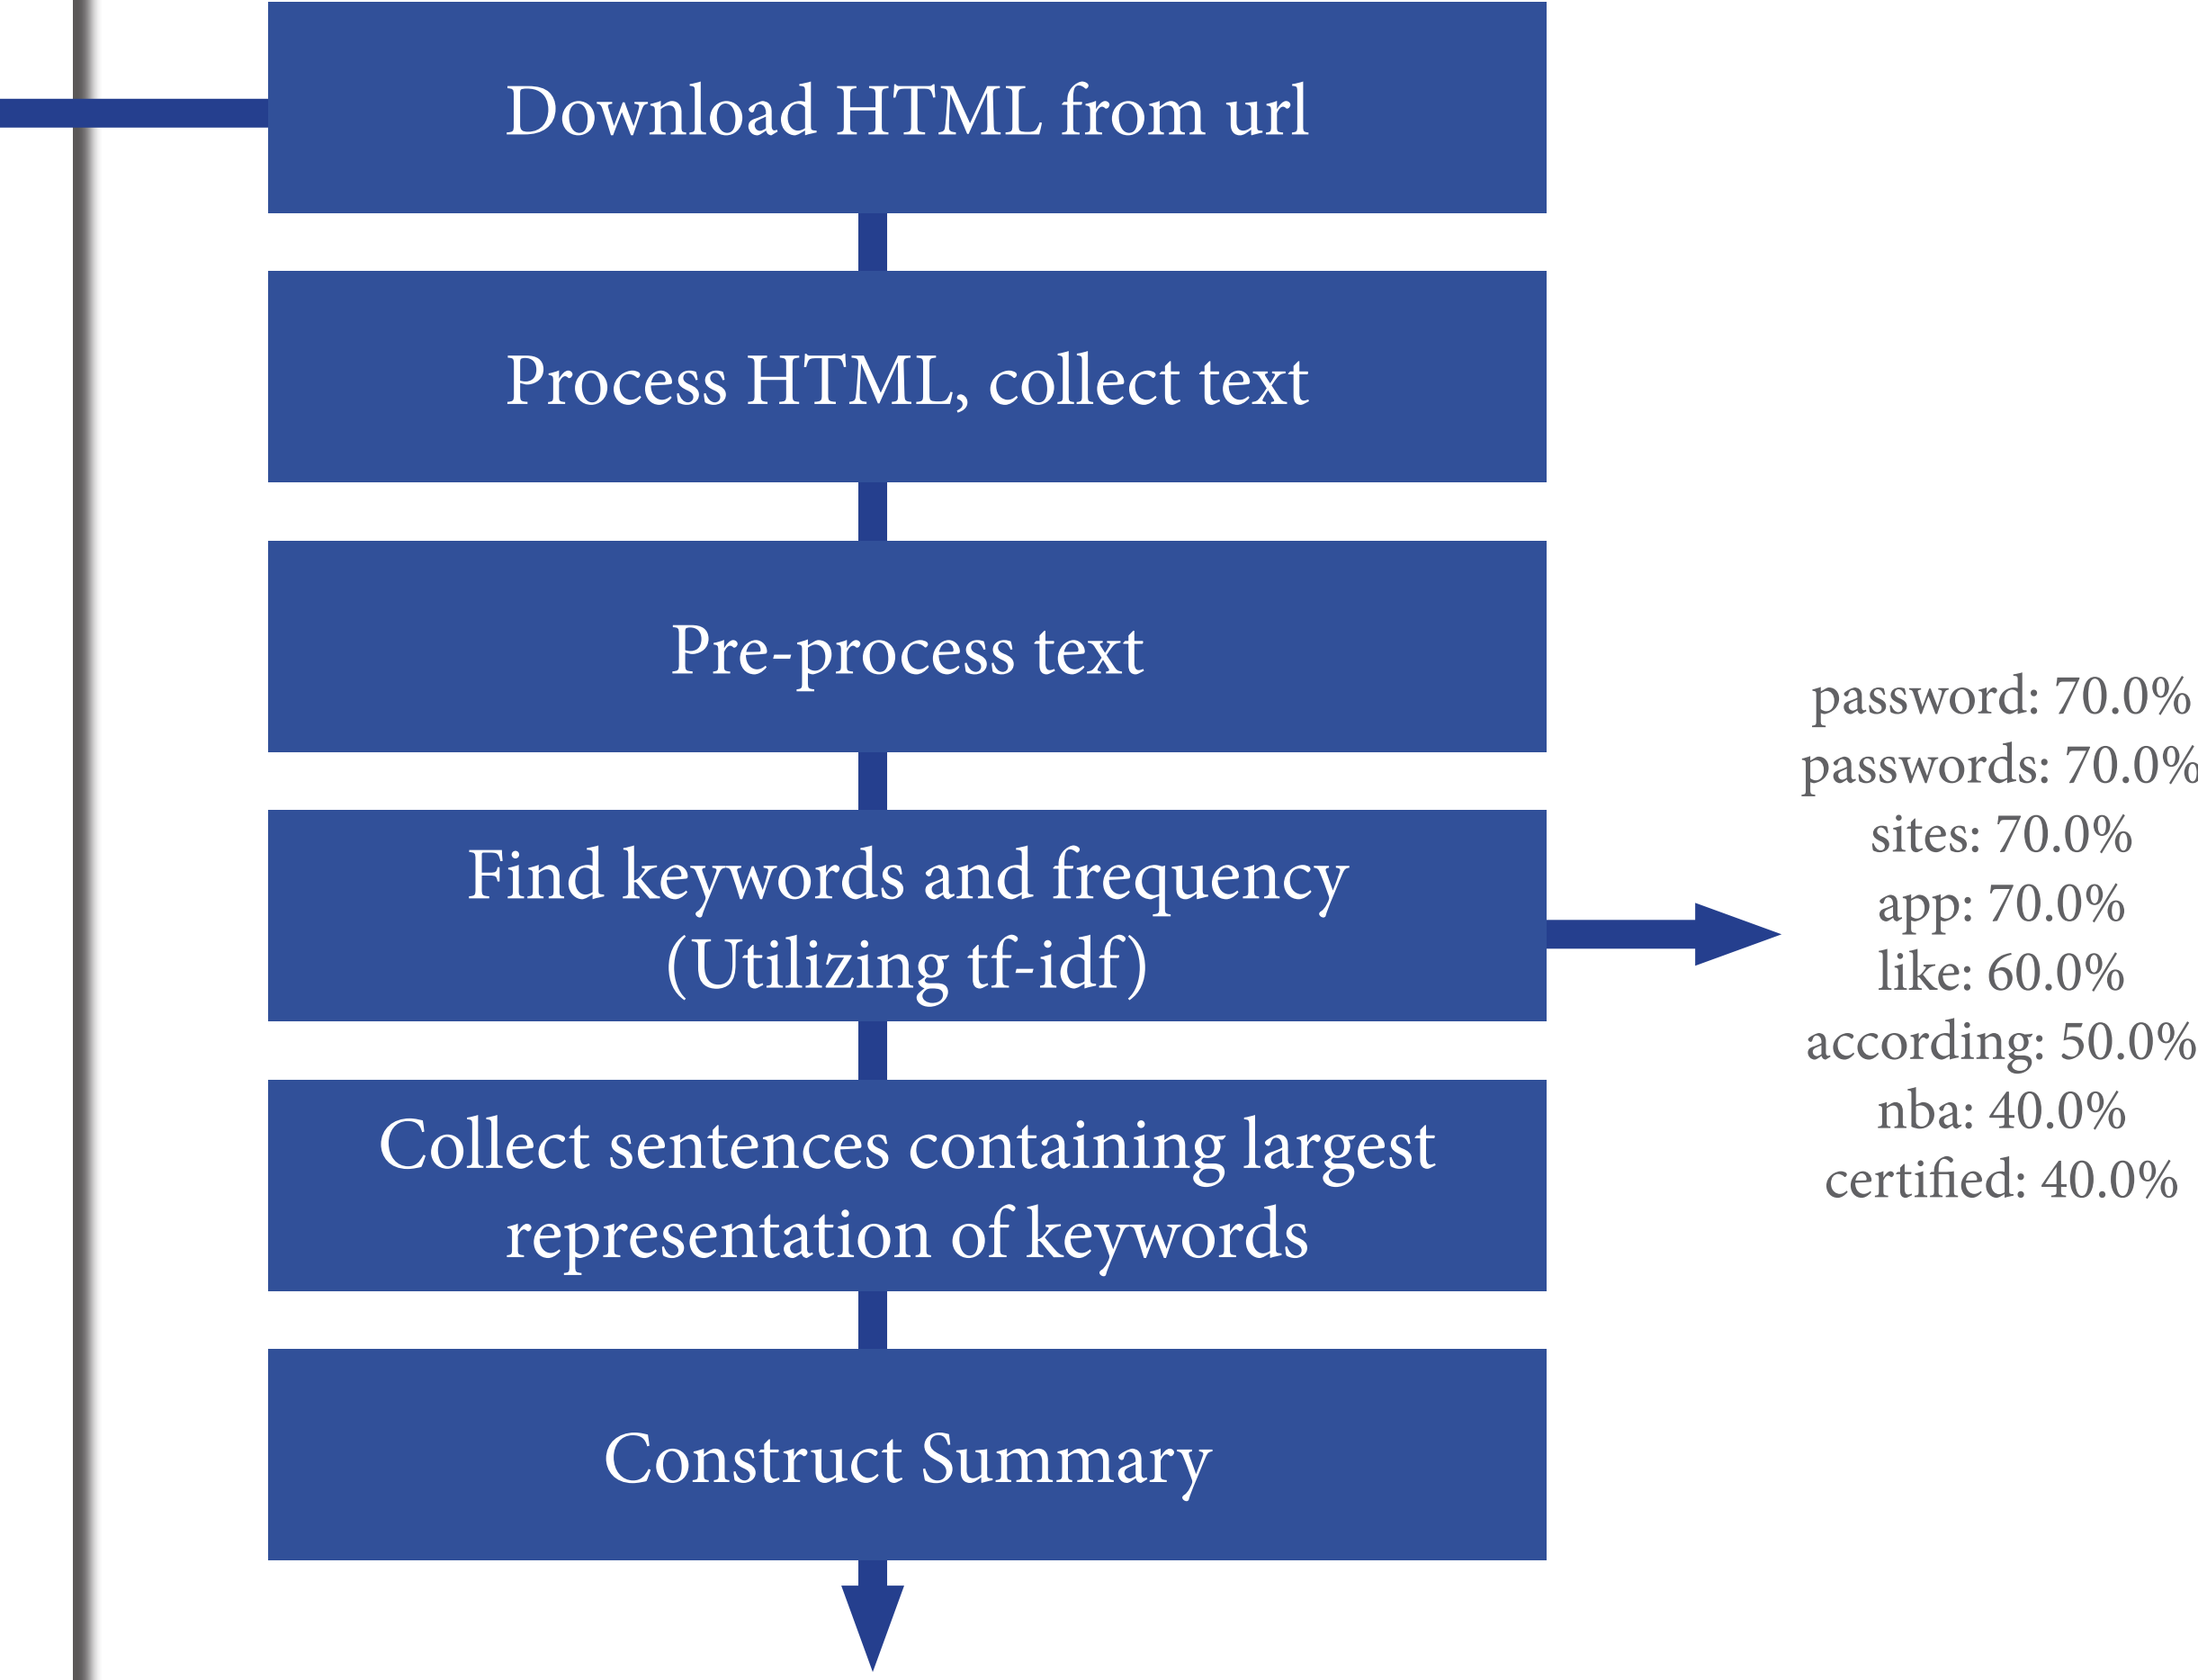 Download HTML from url
Process HTML, collect text
Pre-process text
Find keywords and frequency
(Utilizing tf-idf)
Collect sentences containing largest
representation of keywords
Construct Summary
password: 70.0%
passwords: 70.0%
sites: 70.0%
app: 70.0%
like: 60.0%
according: 50.0%
nba: 40.0%
certified: 40.0%